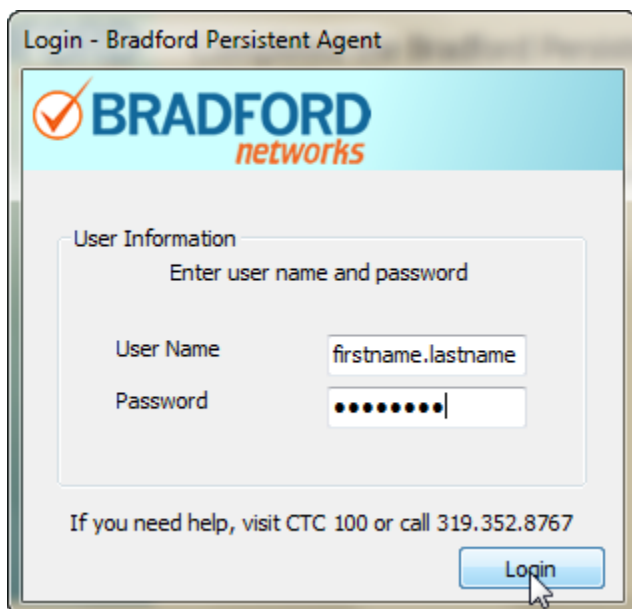 Login - Bradford Persistent Agent
BRADFORD
networks
User Information
Enter user name and password
User Name firstname.lastname
Password ••••••••
If you need help, visit CTC 100 or call 319.352.8767
Login